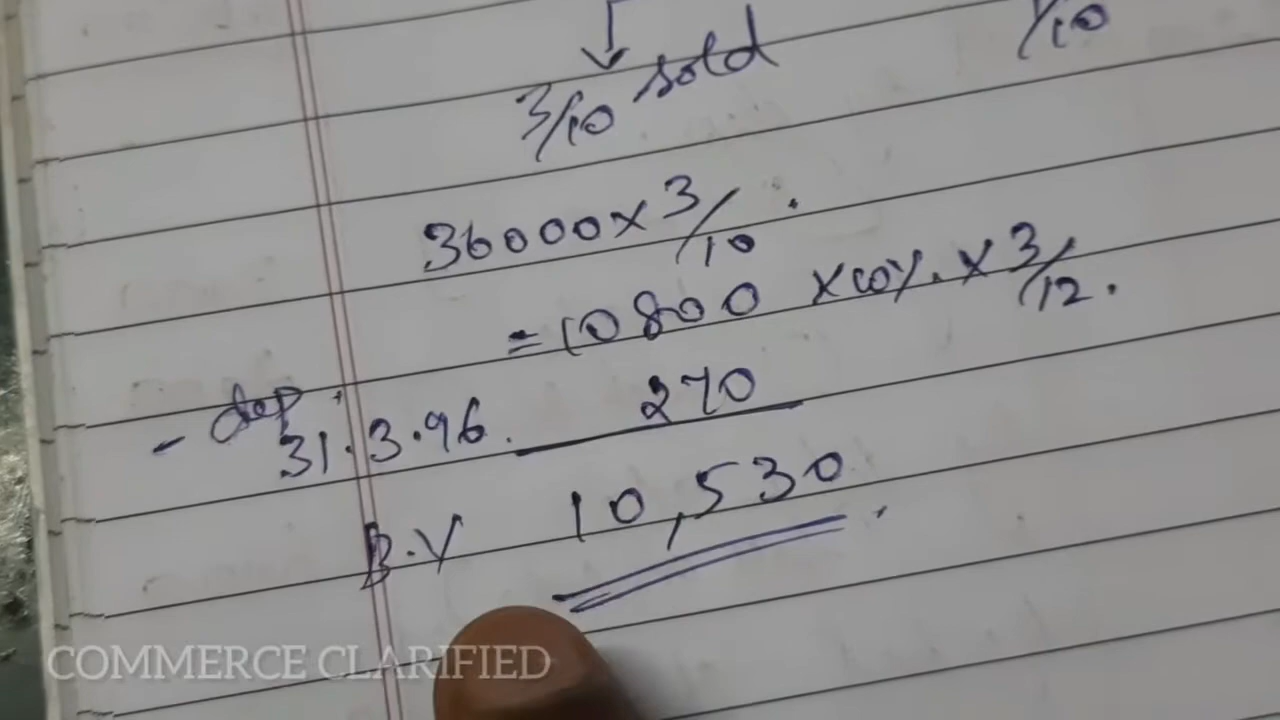 3/10 sold
/10
36000 x 3/10 .
= 10800 x 10%. x 3/12 .
- dep
31.3.96. 270
B.V 10,530
COMMERCE CLARIFIED